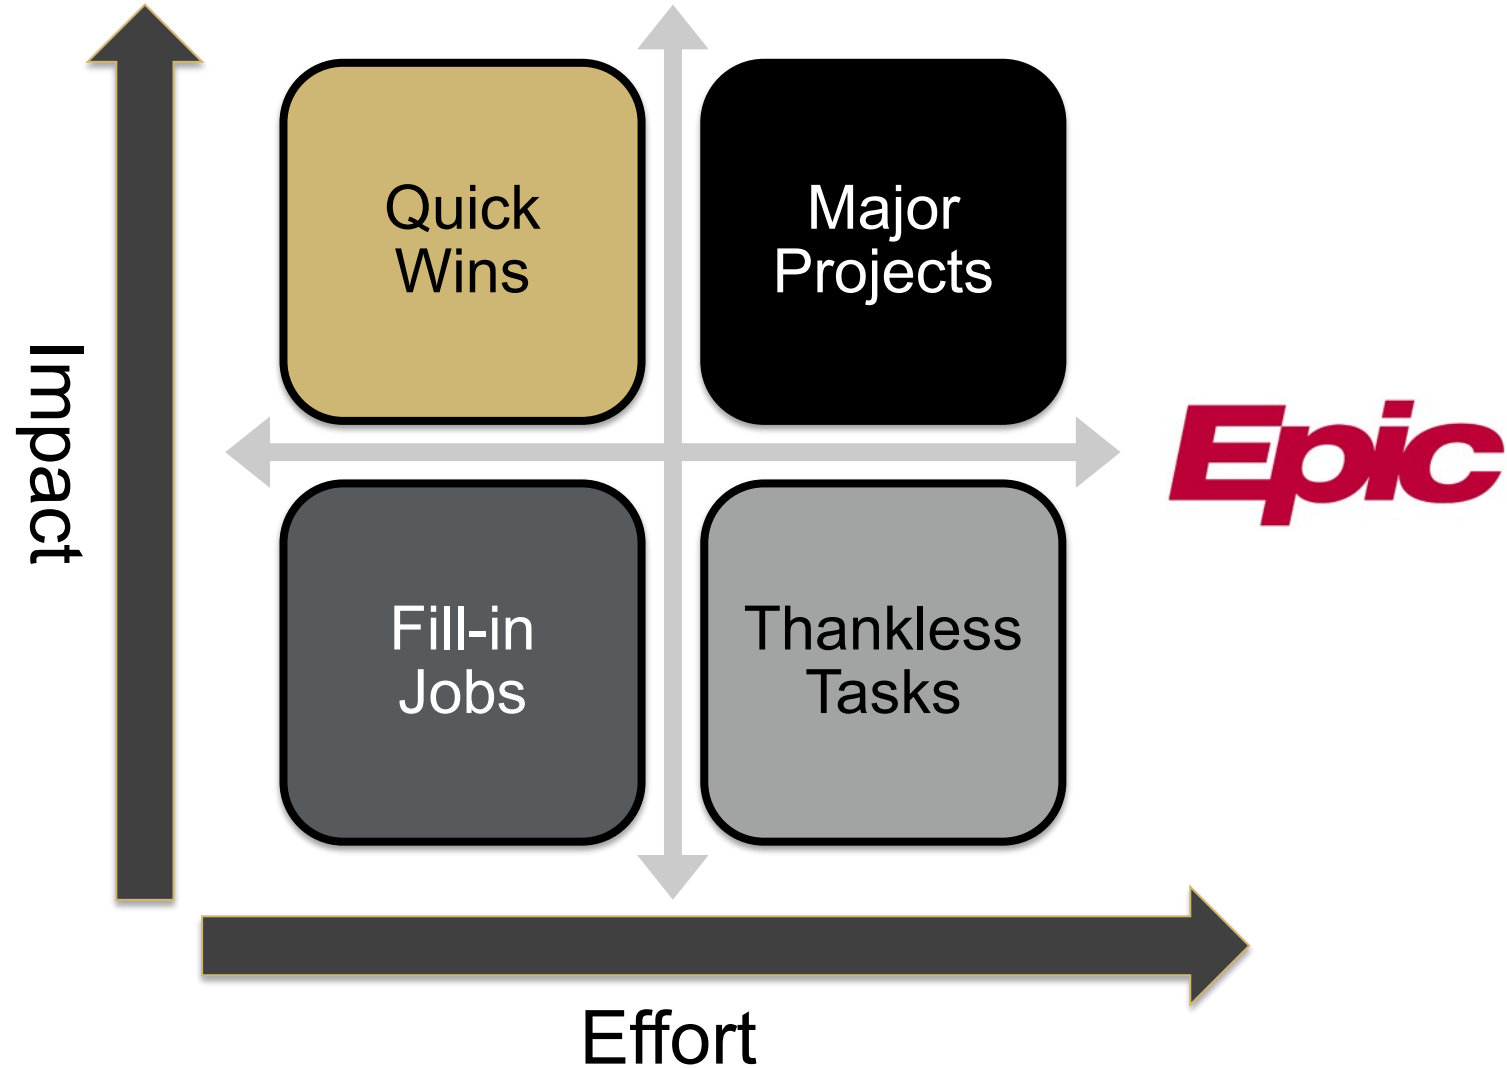 Quick
Wins
Major
Projects
Impact
Epic
Fill-in
Jobs
Thankless
Tasks
Effort